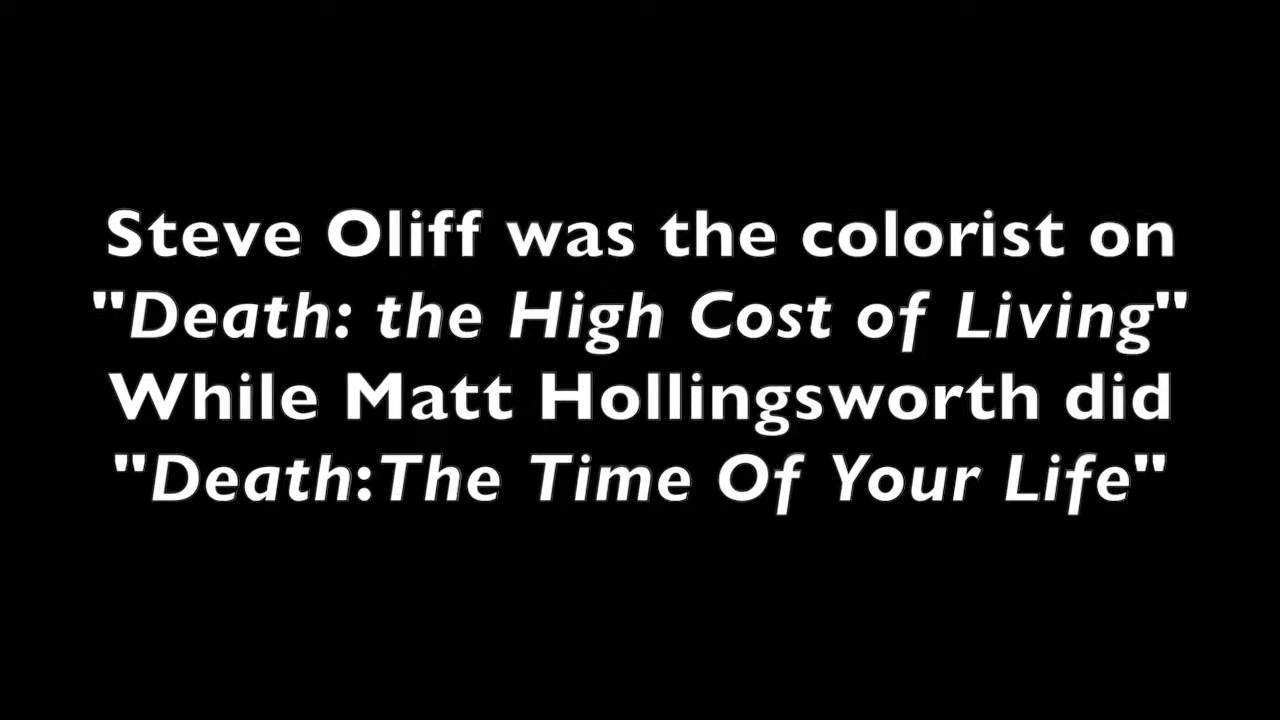 Steve Oliff was the colorist on
"Death: the High Cost of Living"
While Matt Hollingsworth did
"Death:The Time Of Your Life"